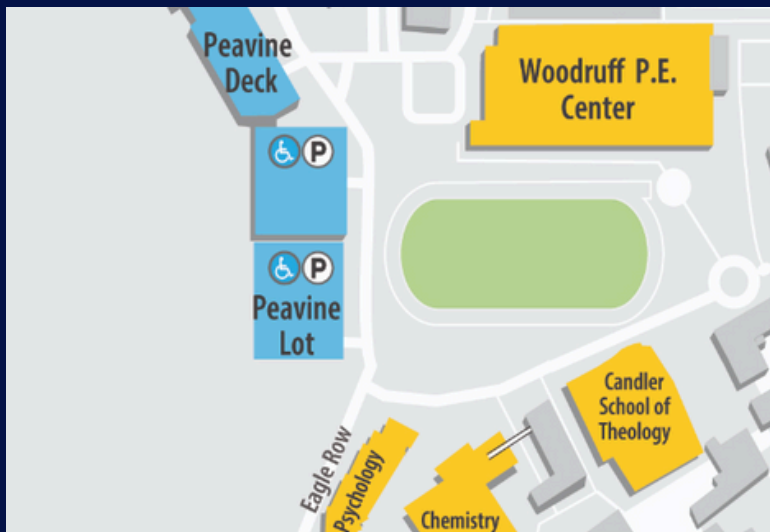 Peavine
Deck
Woodruff P.E.
Center
P
P
Peavine
Lot
Candler
School of
Theology
Eagle Row
Psychology
Chemistry